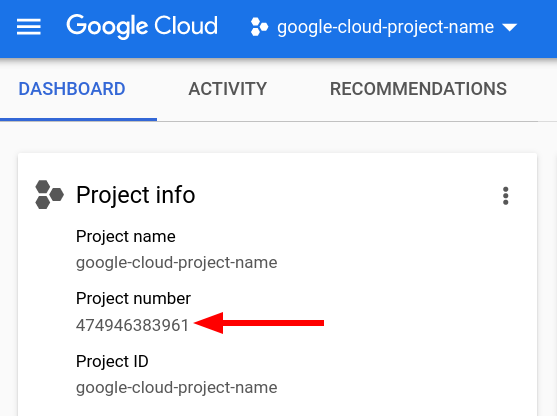 Google Cloud google-cloud-project-name
DASHBOARD ACTIVITY RECOMMENDATIONS
Project info
Project name
google-cloud-project-name
Project number
474946383961
Project ID
google-cloud-project-name